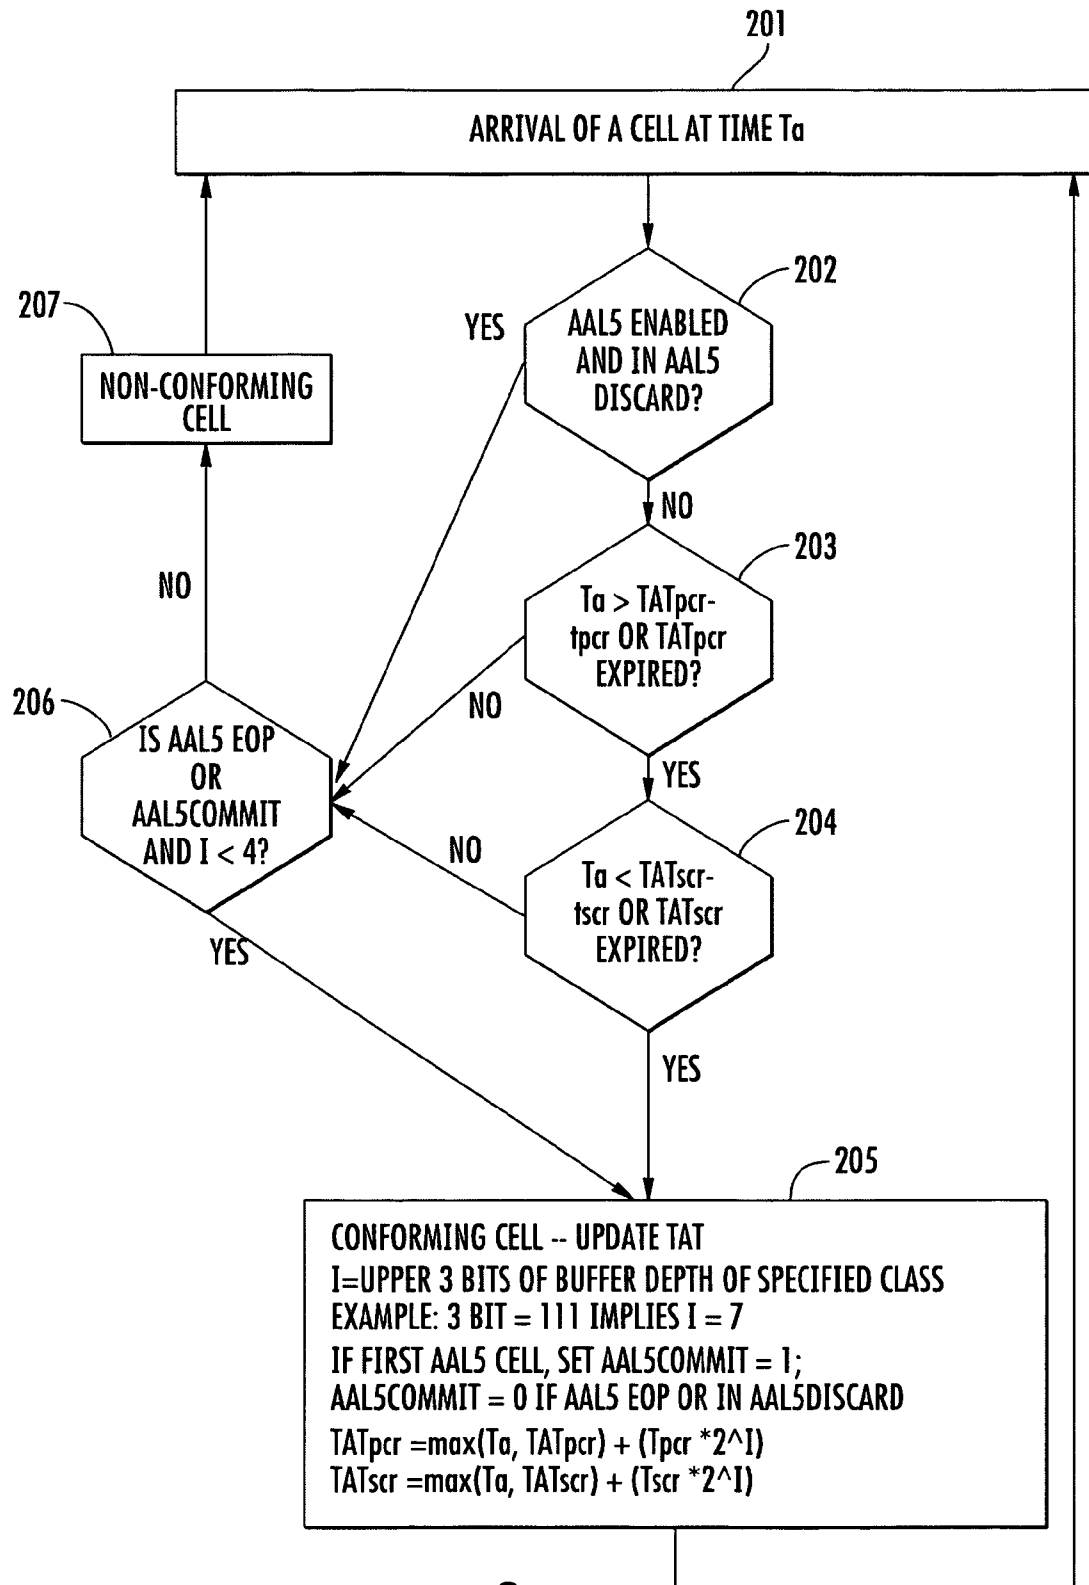 201
ARRIVAL OF A CELL AT TIME Ta
202
AAL5 ENABLED
AND IN AAL5
DISCARD?
YES
207
NON-CONFORMING
CELL
NO
203
Ta > TATpcr-
tpcr OR TATpcr
EXPIRED?
NO
NO
206
IS AAL5 EOP
OR
AAL5COMMIT
AND I < 4?
YES
204
Ta < TATscr-
tscr OR TATscr
EXPIRED?
NO
YES
YES
205
CONFORMING CELL -- UPDATE TAT
I=UPPER 3 BITS OF BUFFER DEPTH OF SPECIFIED CLASS
EXAMPLE: 3 BIT = 111 IMPLIES I = 7
IF FIRST AAL5 CELL, SET AAL5COMMIT = 1;
AAL5COMMIT = 0 IF AAL5 EOP OR IN AAL5DISCARD
TATpcr =max(Ta, TATpcr) + (Tpcr *2^I)
TATscr =max(Ta, TATscr) + (Tscr *2^I)